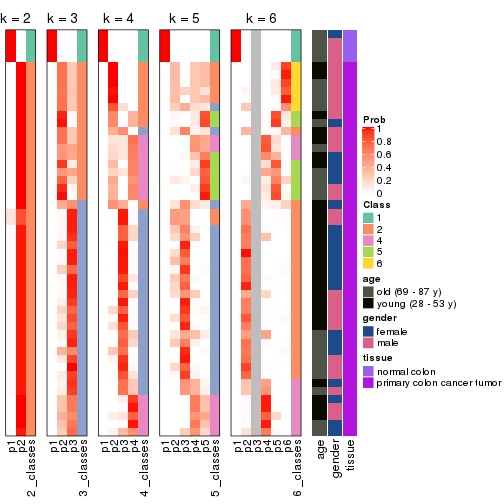 k = 2
k = 3
k = 4
k = 5
k = 6
p1
p2
2_classes
p1
p2
p3
3_classes
p1
p2
p3
p4
4_classes
p1
p2
p3
p4
p5
5_classes
p1
p2
p3
p4
p5
p6
6_classes
age
gender
tissue
Prob
1
0.8
0.6
0.4
0.2
0
Class
1
2
4
5
6
age
old (69 - 87 y)
young (28 - 53 y)
gender
female
male
tissue
normal colon
primary colon cancer tumor